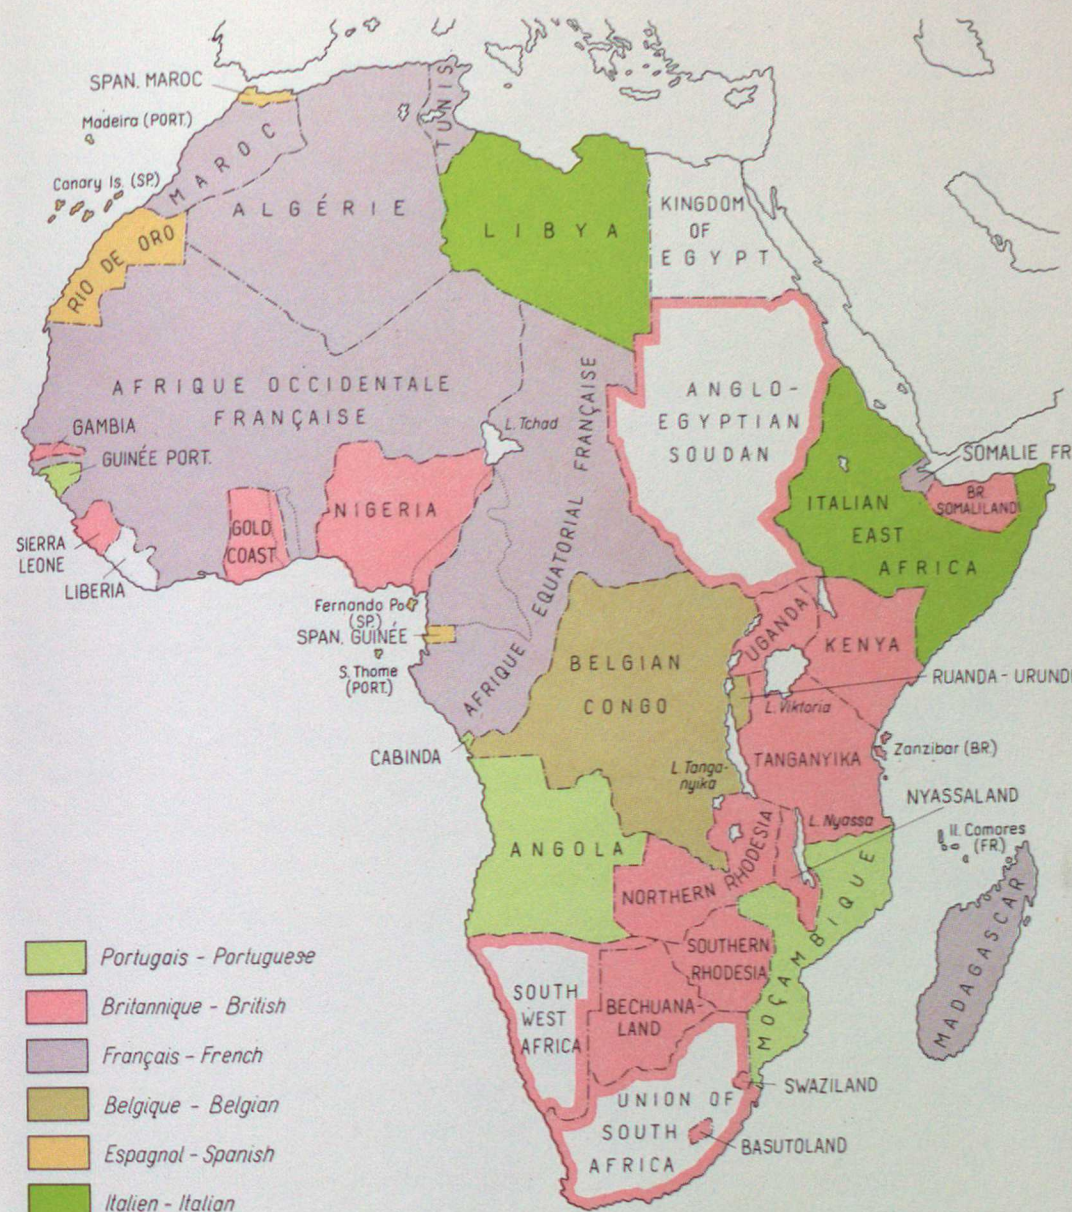 SPAN. MAROC
Madeira (PORT.)
Canary Is. (SP.)
MAROC
TUNIS
ALGÉRIE
LIBYA
KINGDOM
OF
EGYPT
RIO DE ORO
AFRIQUE OCCIDENTALE
FRANÇAISE
ANGLO-
EGYPTIAN
SOUDAN
L. Tchad
GAMBIA
GUINÉE PORT.
SOMALIE FR
BR.
SOMALILAND
ITALIAN
EAST
AFRICA
NIGERIA
GOLD
COAST
SIERRA
LEONE
LIBERIA
AFRIQUE EQUATORIAL FRANÇAISE
Fernando Po
(SP.)
SPAN. GUINÉE
S. Thome
(PORT.)
UGANDA
KENYA
BELGIAN
CONGO
RUANDA-URUNDI
L. Viktoria
CABINDA
L. Tanga-
nyika
TANGANYIKA
Zanzibar (BR.)
NYASSALAND
L. Nyassa
Il. Comores
(FR.)
ANGOLA
NORTHERN RHODESIA
MOÇAMBIQUE
MADAGASCAR
SOUTHERN
RHODESIA
SOUTH
WEST
AFRICA
BECHUANA-
LAND
SWAZILAND
UNION OF
SOUTH
AFRICA
BASUTOLAND
Portugais - Portuguese
Britannique - British
Français - French
Belgique - Belgian
Espagnol - Spanish
Italien - Italian